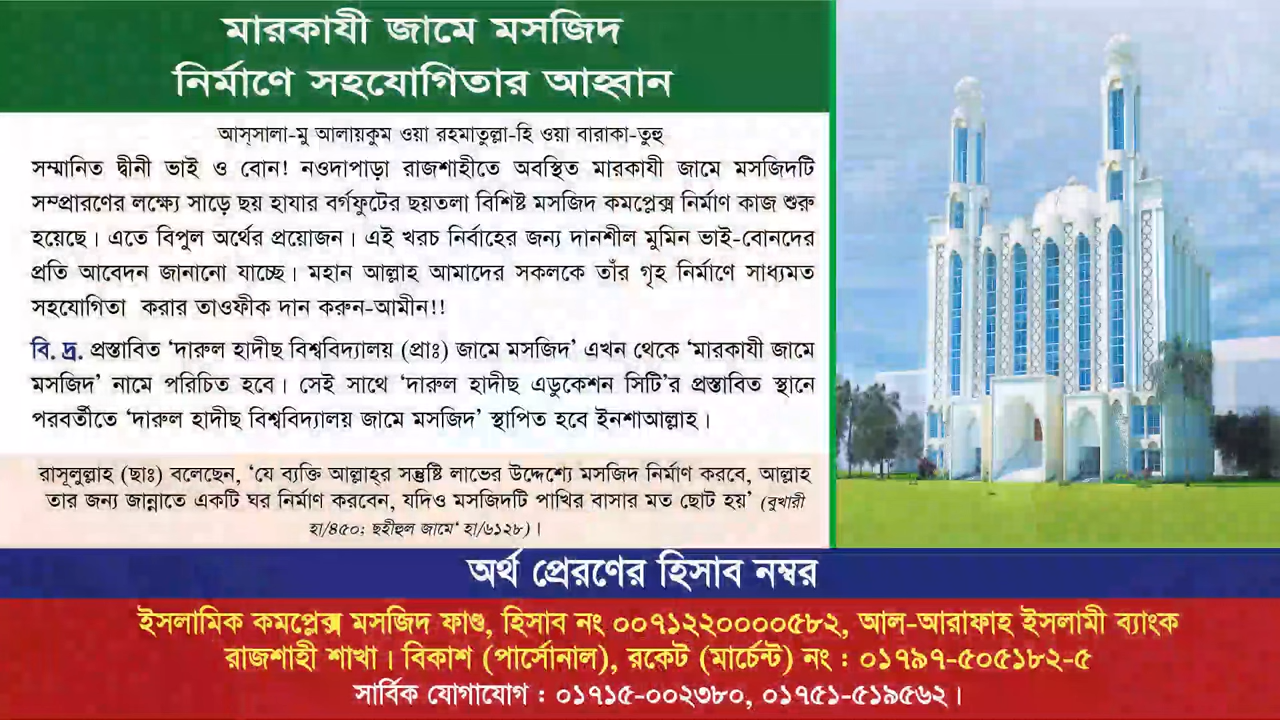 মারকাযী জামে মসজিদ
নির্মাণে সহযোগিতার আহ্বান
আস্সালা-মু আলায়কুম ওয়া রহমাতুল্লা-হি ওয়া বারাকা-তুহু
সম্মানিত দ্বীনী ভাই ও বোন! নওদাপাড়া রাজশাহীতে অবস্থিত মারকাযী জামে মসজিদটি
সম্প্রারণের লক্ষ্যে সাড়ে ছয় হাযার বর্গফুটের ছয়তলা বিশিষ্ট মসজিদ কমপ্লেক্স নির্মাণ কাজ শুরু
হয়েছে। এতে বিপুল অর্থের প্রয়োজন। এই খরচ নির্বাহের জন্য দানশীল মুমিন ভাই-বোনদের
প্রতি আবেদন জানানো যাচ্ছে। মহান আল্লাহ আমাদের সকলকে তাঁর গৃহ নির্মাণে সাধ্যমত
সহযোগিতা করার তাওফীক দান করুন-আমীন!!
বি. দ্র. প্রস্তাবিত ‘দারুল হাদীছ বিশ্ববিদ্যালয় (প্রাঃ) জামে মসজিদ’ এখন থেকে ‘মারকাযী জামে
মসজিদ’ নামে পরিচিত হবে। সেই সাথে ‘দারুল হাদীছ এডুকেশন সিটি’র প্রস্তাবিত স্থানে
পরবর্তীতে ‘দারুল হাদীছ বিশ্ববিদ্যালয় জামে মসজিদ’ স্থাপিত হবে ইনশাআল্লাহ।
রাসূলুল্লাহ (ছাঃ) বলেছেন, ‘যে ব্যক্তি আল্লাহ্‌র সন্তুষ্টি লাভের উদ্দেশ্যে মসজিদ নির্মাণ করবে, আল্লাহ
তার জন্য জান্নাতে একটি ঘর নির্মাণ করবেন, যদিও মসজিদটি পাখির বাসার মত ছোট হয়’ (বুখারী
হা/৪৫০; ছহীহুল জামে‘ হা/৬১২৮)।
অর্থ প্রেরণের হিসাব নম্বর
ইসলামিক কমপ্লেক্স মসজিদ ফাণ্ড, হিসাব নং ০০৭১২২০০০০৫৮২, আল-আরাফাহ ইসলামী ব্যাংক
রাজশাহী শাখা। বিকাশ (পার্সোনাল), রকেট (মার্চেন্ট) নং : ০১৭৯৭-৫০৫১৮২-৫
সার্বিক যোগাযোগ : ০১৭১৫-০০২৩৮০, ০১৭৫১-৫১৯৫৬২।